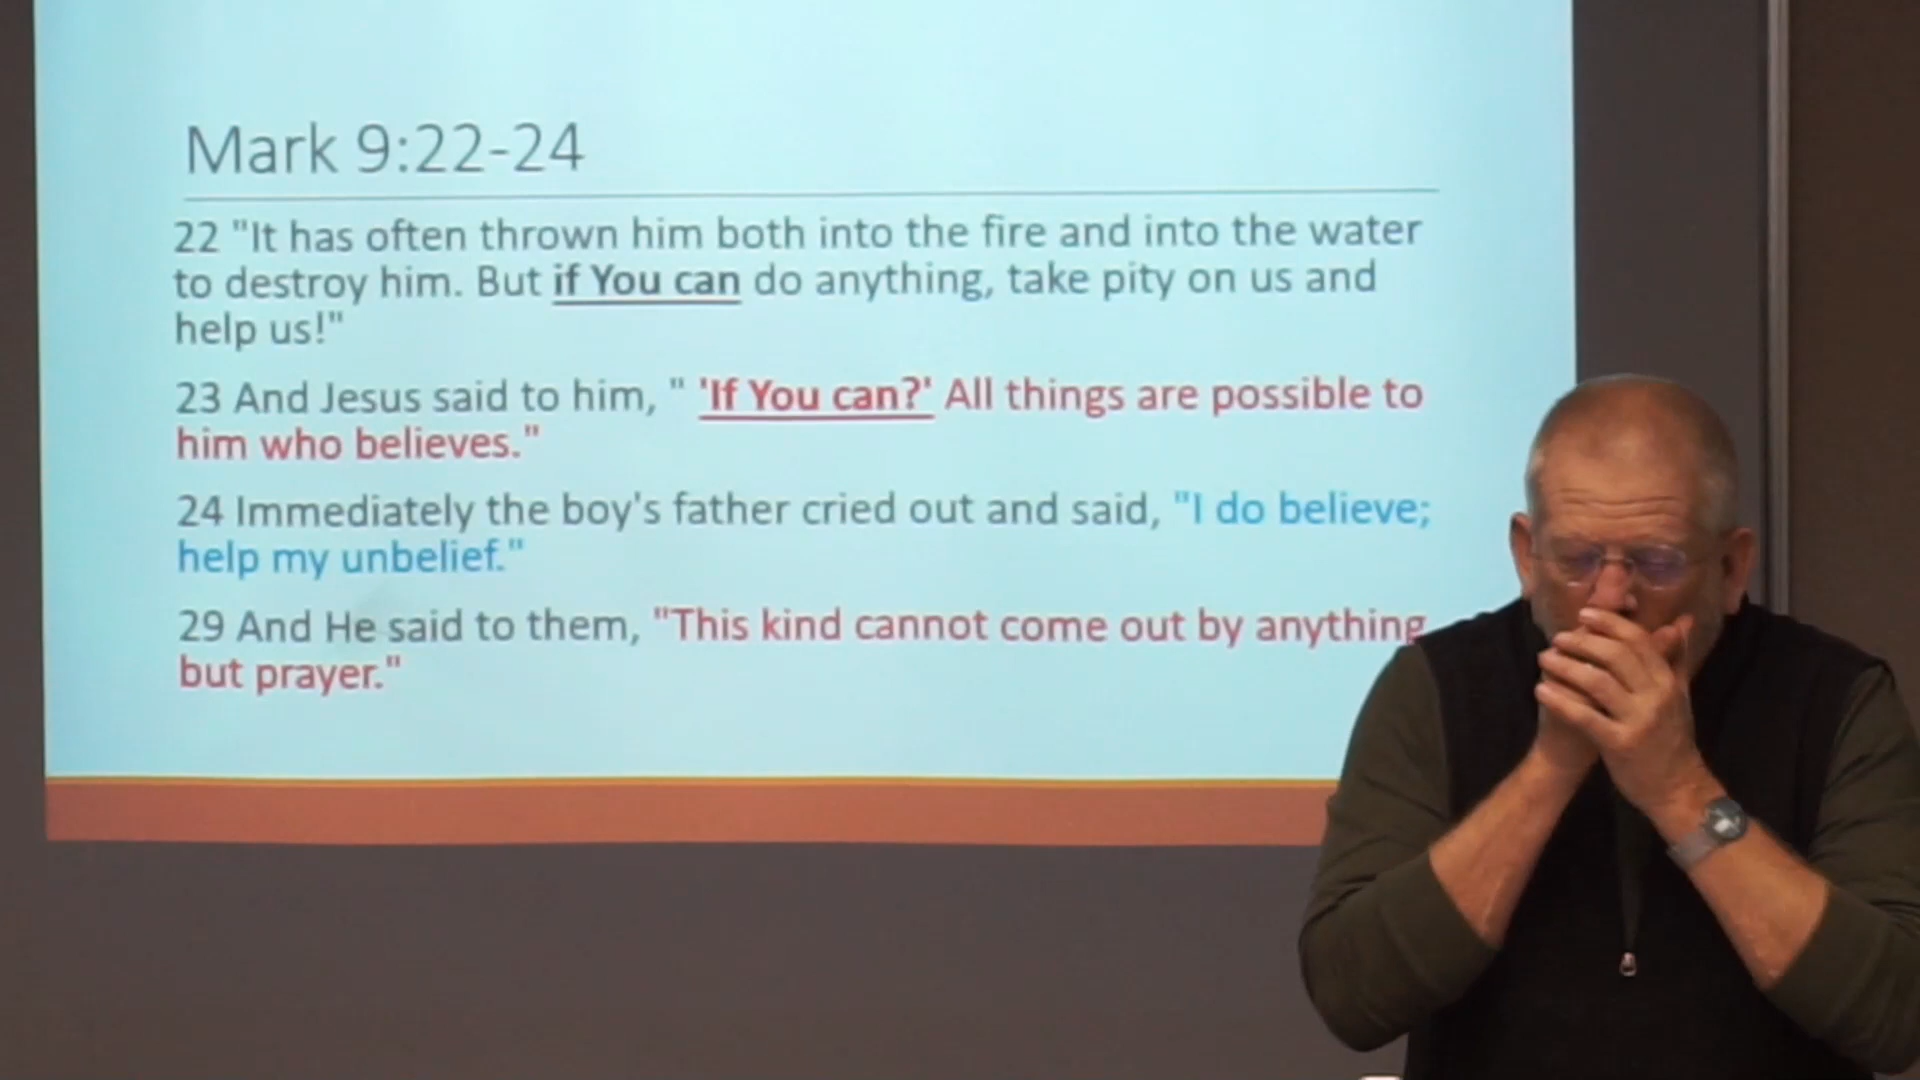 Mark 9:22-24
22 "It has often thrown him both into the fire and into the water
to destroy him. But if You can do anything, take pity on us and
help us!"
23 And Jesus said to him, " 'If You can?' All things are possible to
him who believes."
24 Immediately the boy's father cried out and said, "I do believe;
help my unbelief."
29 And He said to them, "This kind cannot come out by anything
but prayer."